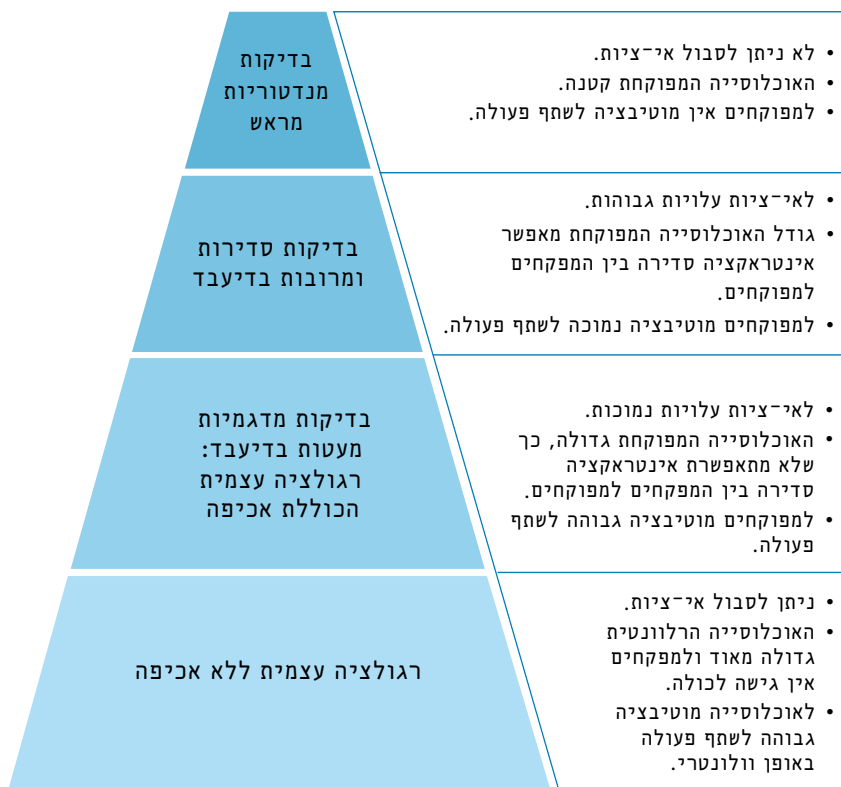 בדיקות
מנדטוריות
מראש
• לא ניתן לסבול אי־ציות.
• האוכלוסייה המפוקחת קטנה.
• למפוקחים אין מוטיבציה לשתף פעולה.
בדיקות סדירות
ומרובות בדיעבד
• לאי־ציות עלויות גבוהות.
• גודל האוכלוסייה המפוקחת מאפשר
אינטראקציה סדירה בין המפקחים
למפוקחים.
• למפוקחים מוטיבציה נמוכה לשתף פעולה.
בדיקות מדגמיות
מעטות בדיעבד:
רגולציה עצמית
הכוללת אכיפה
• לאי־ציות עלויות נמוכות.
• האוכלוסייה המפוקחת גדולה, כך
שלא מתאפשרת אינטראקציה
סדירה בין המפקחים למפוקחים.
• למפוקחים מוטיבציה גבוהה לשתף
פעולה.
רגולציה עצמית ללא אכיפה
• ניתן לסבול אי־ציות.
• האוכלוסייה הרלוונטית
גדולה מאוד ולמפקחים
אין גישה לכולה.
• לאוכלוסייה מוטיבציה
גבוהה לשתף פעולה
באופן וולונטרי.